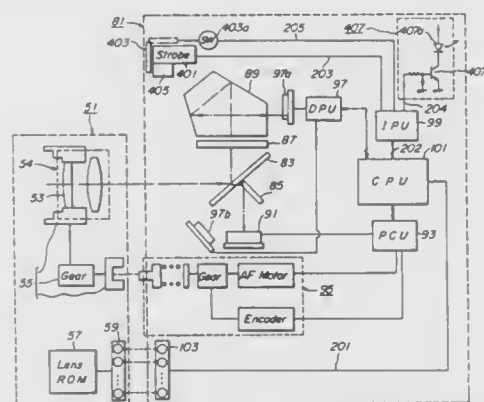 81
403
SW
403a
205
407
407a
407
Strobe
401
405
203
204
89
97a
97
DPU
IPU
99
51
87
202
101
54
83
CPU
53
85
97b
91
PCU
93
55
Gear
Gear
AF Motor
95
Encoder
57
59
103
201
Lens
ROM